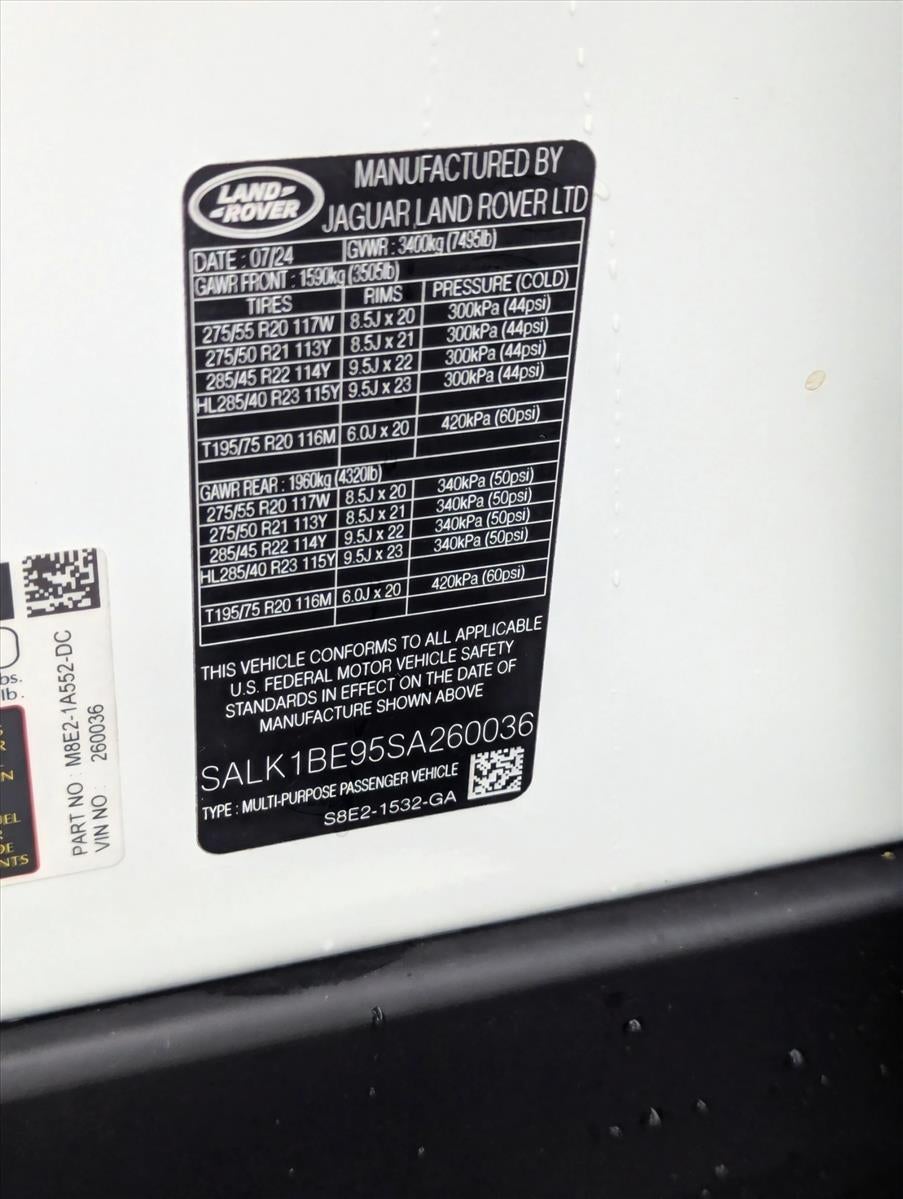 LAND-
-ROVER
MANUFACTURED BY
JAGUAR LAND ROVER LTD
DATE : 07/24 GVWR : 3400kg (7495lb)
GAWR FRONT : 1590kg (3505lb)
TIRES RIMS PRESSURE (COLD)
275/55 R20 117W 8.5J x 20 300kPa (44psi)
275/50 R21 113Y 8.5J x 21 300kPa (44psi)
285/45 R22 114Y 9.5J x 22 300kPa (44psi)
HL285/40 R23 115Y 9.5J x 23 300kPa (44psi)
T195/75 R20 116M 6.0J x 20 420kPa (60psi)
GAWR REAR : 1960kg (4320lb)
275/55 R20 117W 8.5J x 20 340kPa (50psi)
275/50 R21 113Y 8.5J x 21 340kPa (50psi)
285/45 R22 114Y 9.5J x 22 340kPa (50psi)
HL285/40 R23 115Y 9.5J x 23 340kPa (50psi)
T195/75 R20 116M 6.0J x 20 420kPa (60psi)
THIS VEHICLE CONFORMS TO ALL APPLICABLE
U.S. FEDERAL MOTOR VEHICLE SAFETY
STANDARDS IN EFFECT ON THE DATE OF
MANUFACTURE SHOWN ABOVE
SALK1BE95SA260036
TYPE : MULTI-PURPOSE PASSENGER VEHICLE
S8E2-1532-GA
PART NO : M8E2-1A552-DC
VIN NO : 260036
bs.
lb.